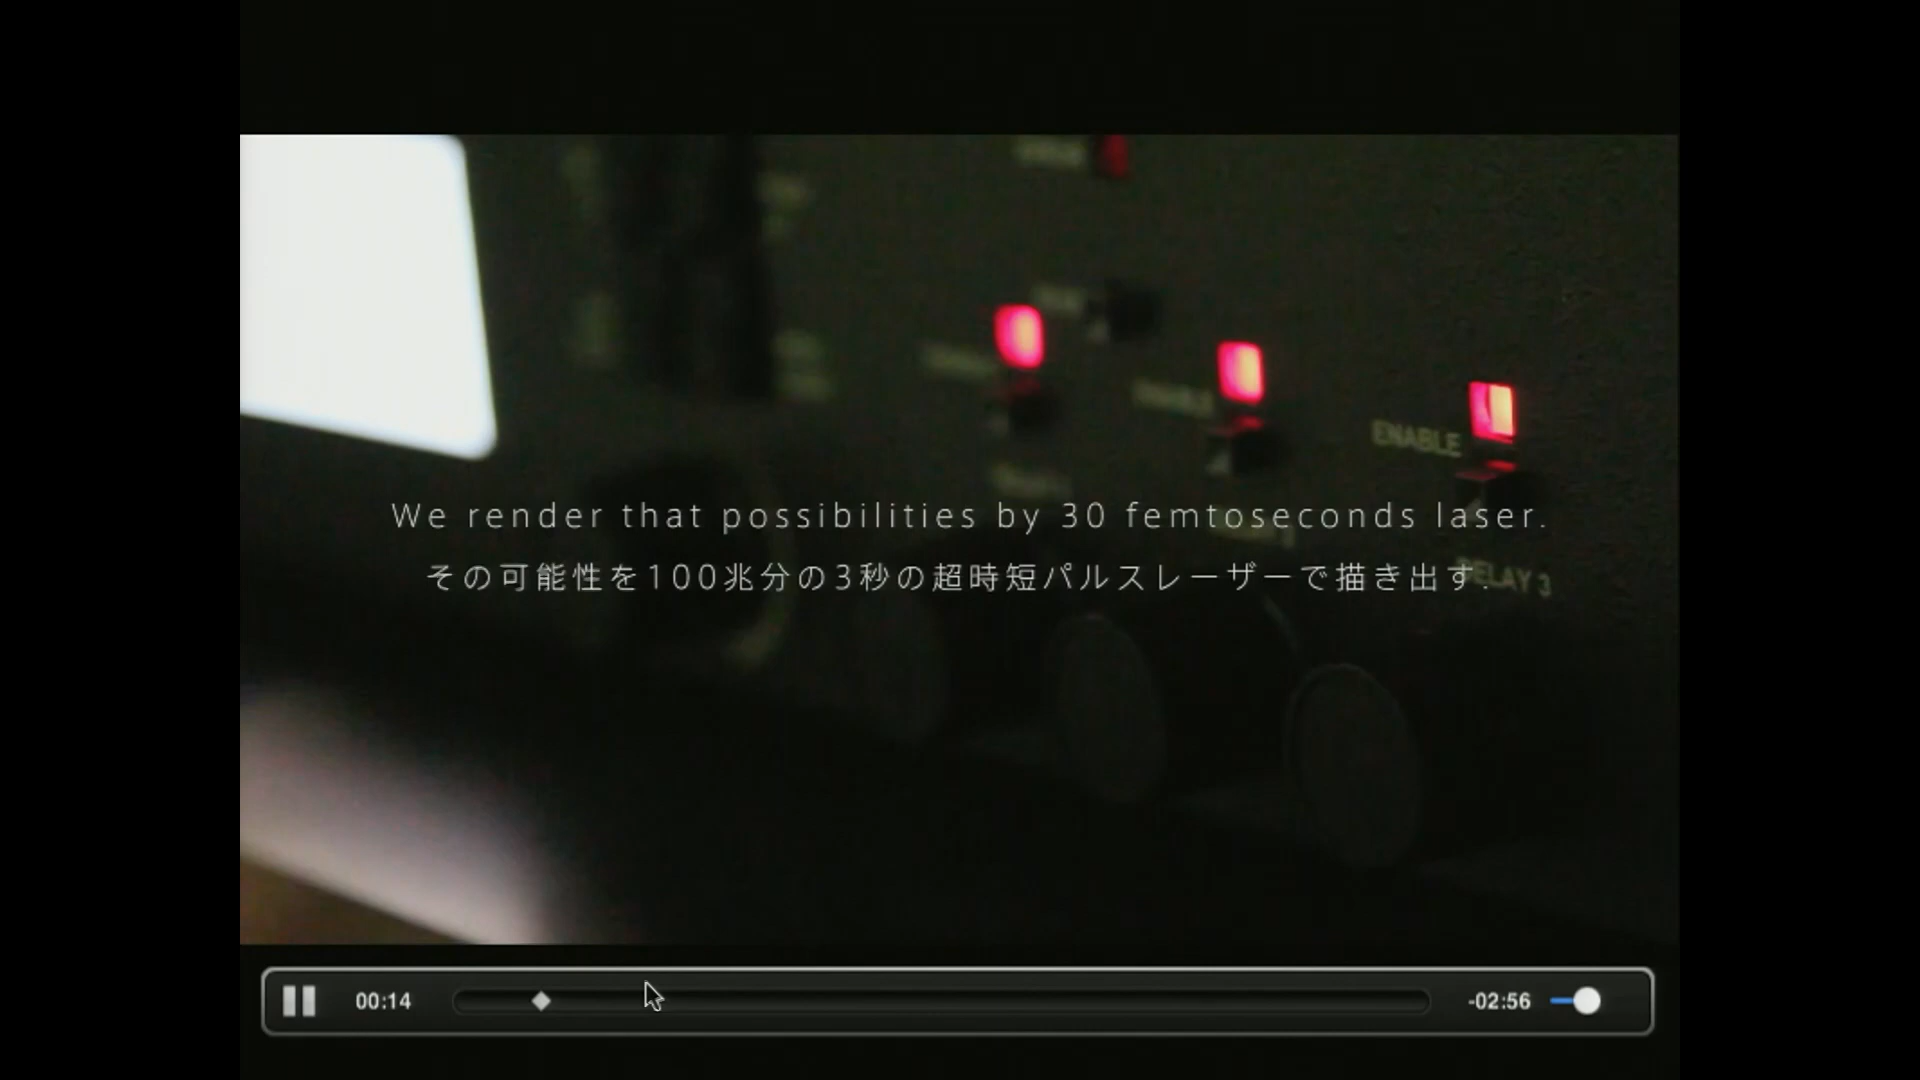 ENABLE
We render that possibilities by 30 femtoseconds laser.
その可能性を100兆分の3秒の超時短パルスレーザーで描き出す.
DELAY 3
00:14
-02:56